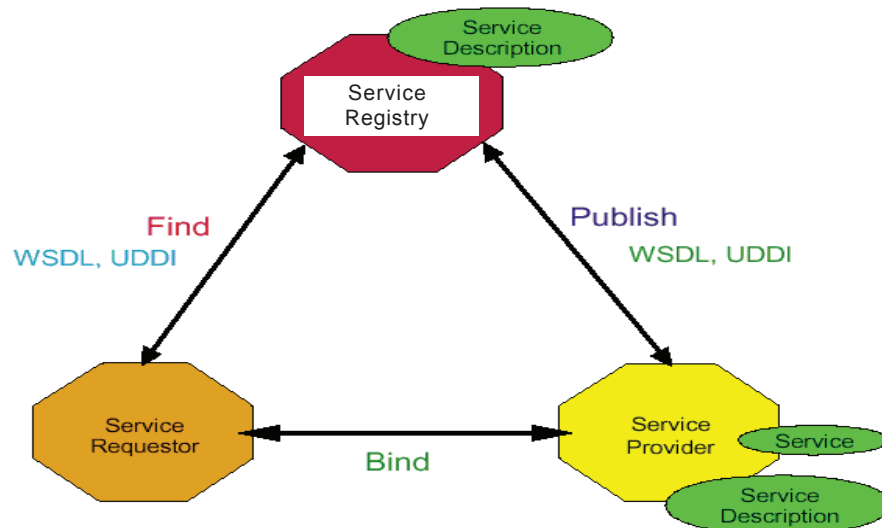 Service
Description
Service
Registry
Find
WSDL, UDDI
Publish
WSDL, UDDI
Service
Requestor
Bind
Service
Provider
Service
Service
Description